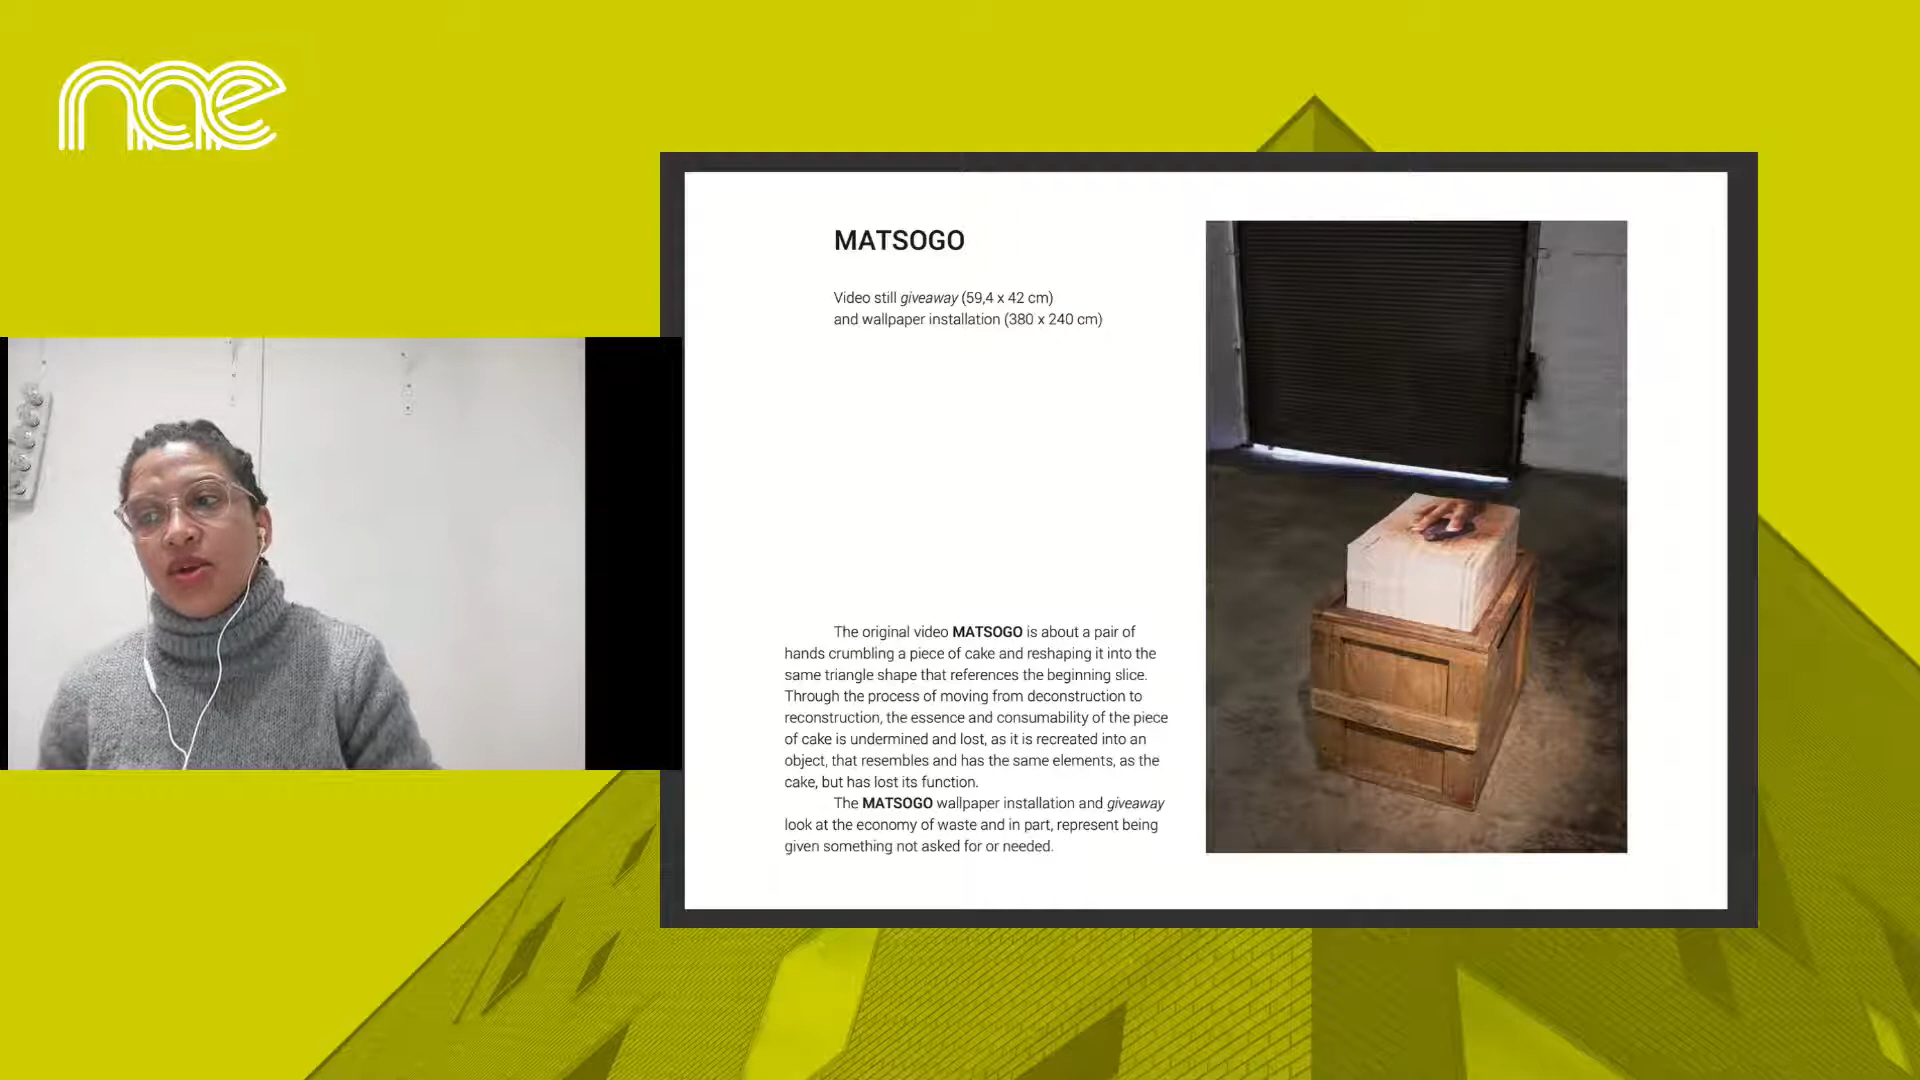 nae
MATSOGO
Video still giveaway (59,4 x 42 cm)
and wallpaper installation (380 x 240 cm)
The original video MATSOGO is about a pair of
hands crumbling a piece of cake and reshaping it into the
same triangle shape that references the beginning slice.
Through the process of moving from deconstruction to
reconstruction, the essence and consumability of the piece
of cake is undermined and lost, as it is recreated into an
object, that resembles and has the same elements, as the
cake, but has lost its function.
The MATSOGO wallpaper installation and giveaway
look at the economy of waste and in part, represent being
given something not asked for or needed.